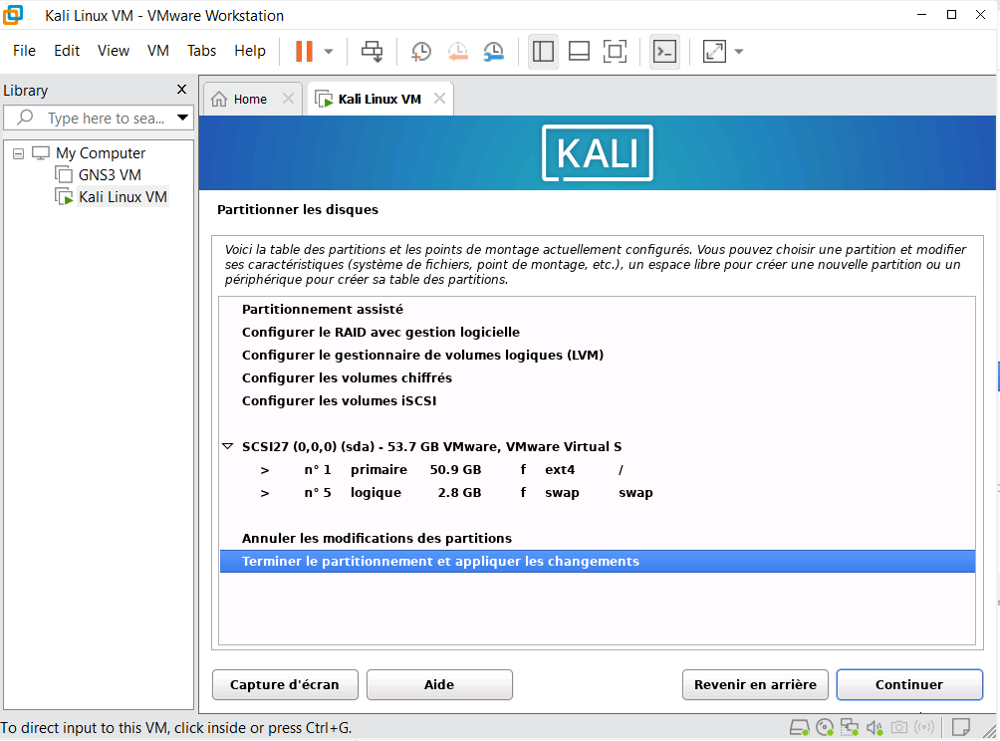 Kali Linux VM - VMware Workstation
File Edit View VM Tabs Help
Library
Home
Kali Linux VM
Type here to sea...
My Computer
GNS3 VM
Kali Linux VM
KALI
Partitionner les disques
Voici la table des partitions et les points de montage actuellement configurés. Vous pouvez choisir une partition et modifier
ses caractéristiques (système de fichiers, point de montage, etc.), un espace libre pour créer une nouvelle partition ou un
périphérique pour créer sa table des partitions.
Partitionnement assisté
Configurer le RAID avec gestion logicielle
Configurer le gestionnaire de volumes logiques (LVM)
Configurer les volumes chiffrés
Configurer les volumes iSCSI
SCSI27 (0,0,0) (sda) - 53.7 GB VMware, VMware Virtual S
> n° 1 primaire 50.9 GB f ext4 /
> n° 5 logique 2.8 GB f swap swap
Annuler les modifications des partitions
Terminer le partitionnement et appliquer les changements
Capture d'écran
Aide
Revenir en arrière
Continuer
To direct input to this VM, click inside or press Ctrl+G.